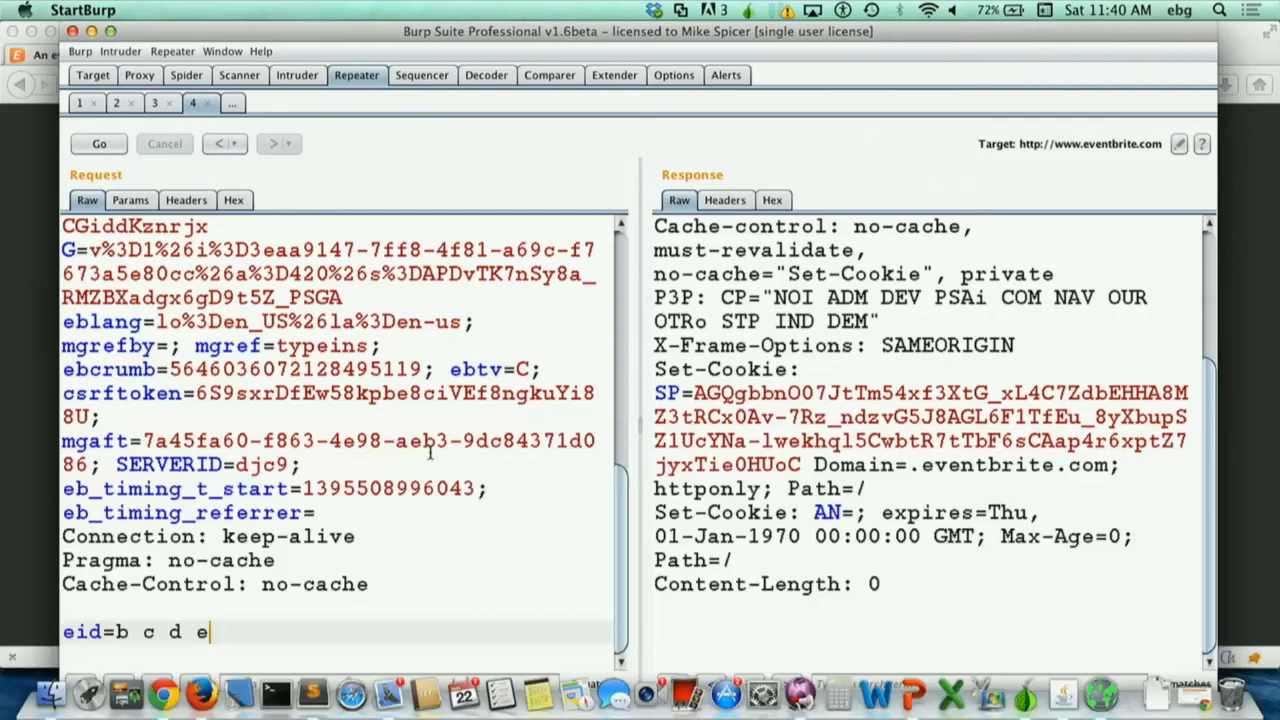 StartBurp
3
72%
Sat 11:40 AM ebg
Burp Suite Professional v1.6beta - licensed to Mike Spicer [single user license]
Burp Intruder Repeater Window Help
Target Proxy Spider Scanner Intruder Repeater Sequencer Decoder Comparer Extender Options Alerts
1 × 2 × 3 × 4 × ...
Go Cancel < > Target: http://www.eventbrite.com ?
Request
Raw Params Headers Hex
CGiddKznrjx
G=v%3D1%26i%3D3eaa9147-7ff8-4f81-a69c-f7
673a5e80cc%26a%3D420%26s%3DAPDvTK7nSy8a_
RMZBXadgx6gD9t5Z_PSGA
eblang=lo%3Den_US%26la%3Den-us;
mgrefby=; mgref=typeins;
ebcrumb=56460360721284​95119; ebtv=C;
csrftoken=6S9sxrDfEw58kpbe8ciVEf8ngkuYi8
8U;
mgaft=7a45fa60-f863-4e98-aeb3-9dc84371d0
86; SERVERID=djc9;
eb_timing_t_start=1395508996043;
eb_timing_referrer=
Connection: keep-alive
Pragma: no-cache
Cache-Control: no-cache
eid=b c d e
Response
Raw Headers Hex
Cache-control: no-cache,
must-revalidate,
no-cache="Set-Cookie", private
P3P: CP="NOI ADM DEV PSAi COM NAV OUR
OTRo STP IND DEM"
X-Frame-Options: SAMEORIGIN
Set-Cookie:
SP=AGQgbbnO07JtTm54xf3XtG_xL4C7ZdbEHHA8M
Z3tRCx0Av-7Rz_ndzvG5J8AGL6F1TfEu_8yXbupS
Z1UcYNa-lwekhql5CwbtR7tTbF6sCAap4r6xptZ7
jyxTie0HUoC Domain=.eventbrite.com;
httponly; Path=/
Set-Cookie: AN=; expires=Thu,
01-Jan-1970 00:00:00 GMT; Max-Age=0;
Path=/
Content-Length: 0
22